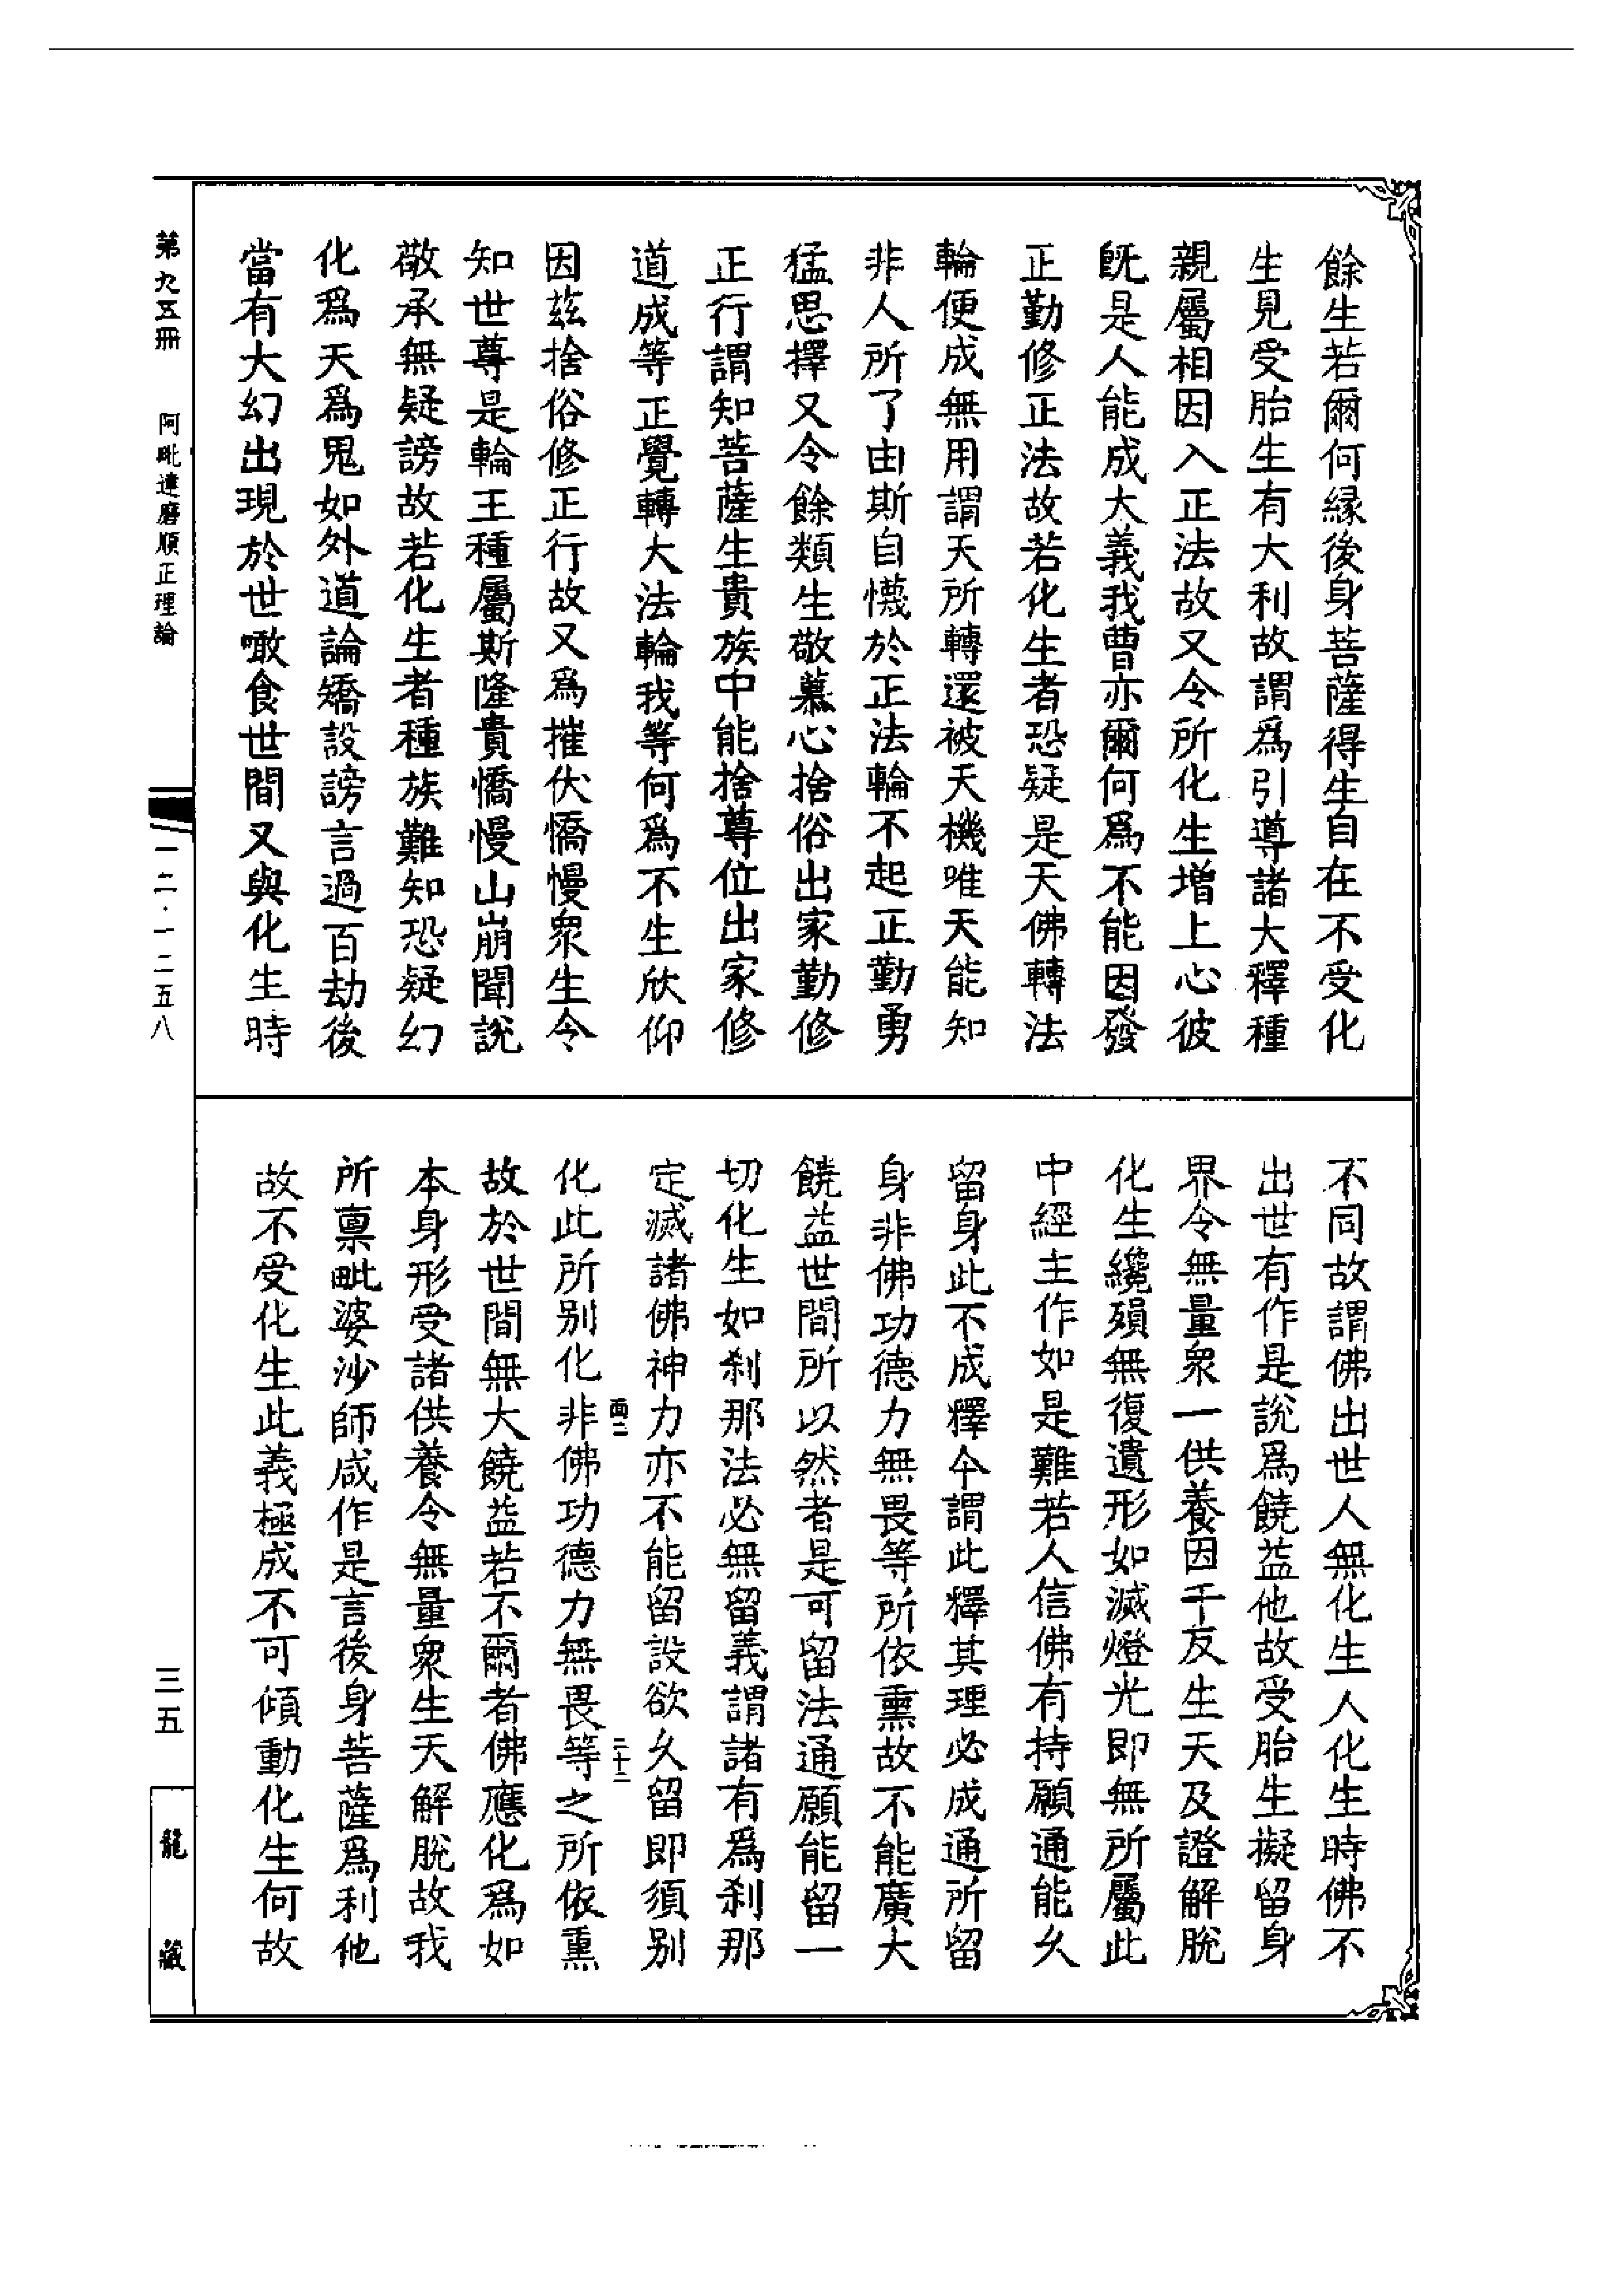 餘生若爾何緣後身菩薩得生自在不受化
生見受胎生有大利故謂爲引導諸大釋種
親屬相因入正法故又令所化生增上心彼
既是人能成大義我曹亦爾何爲不能因發
正勤修正法故若化生者恐疑是天佛轉法
輪便成無用謂天所轉還被天機唯天能知
非人所了由斯自懱於正法輪不起正勤勇
猛思擇又令餘類生敬慕心捨俗出家勤修
正行謂知菩薩生貴族中能捨尊位出家修
道成等正覺轉大法輪我等何爲不生欣仰
因茲捨俗修正行故又爲摧伏憍慢眾生令
知世尊是輪王種屬斯隆貴憍慢山崩聞說
敬承無疑謗故若化生者種族難知恐疑幻
化爲天爲鬼如外道論矯設謗言過百劫後
當有大幻出現於世噉食世間又與化生時
不同故謂佛出世人無化生人化生時佛不
出世有作是說爲饒益他故受胎生擬留身
界令無量衆一供養因千反生天及證解脫
化生纔殞無復遺形如滅燈光即無所屬此
中經主作如是難若人信佛有持願通能久
留身此不成釋今謂此釋其理必成通所留
身非佛功德力無畏等所依熏故不能廣大
饒益世間所以然者是可留法通願能留一
切化生如刹那法必無留義謂諸有爲刹那
定滅諸佛神力亦不能留設欲久留即須别
化此所别化非佛功德力無畏等之所依熏
畫二
二十二
故於世間無大饒益若不爾者佛應化爲如
本身形受諸供養令無量衆生天解脫故我
所稟毗婆沙師咸作是言後身菩薩爲利他
故不受化生此義極成不可傾動化生何故
第九五冊
阿毗達磨順正理論
一二·一二五八
三五
龍藏